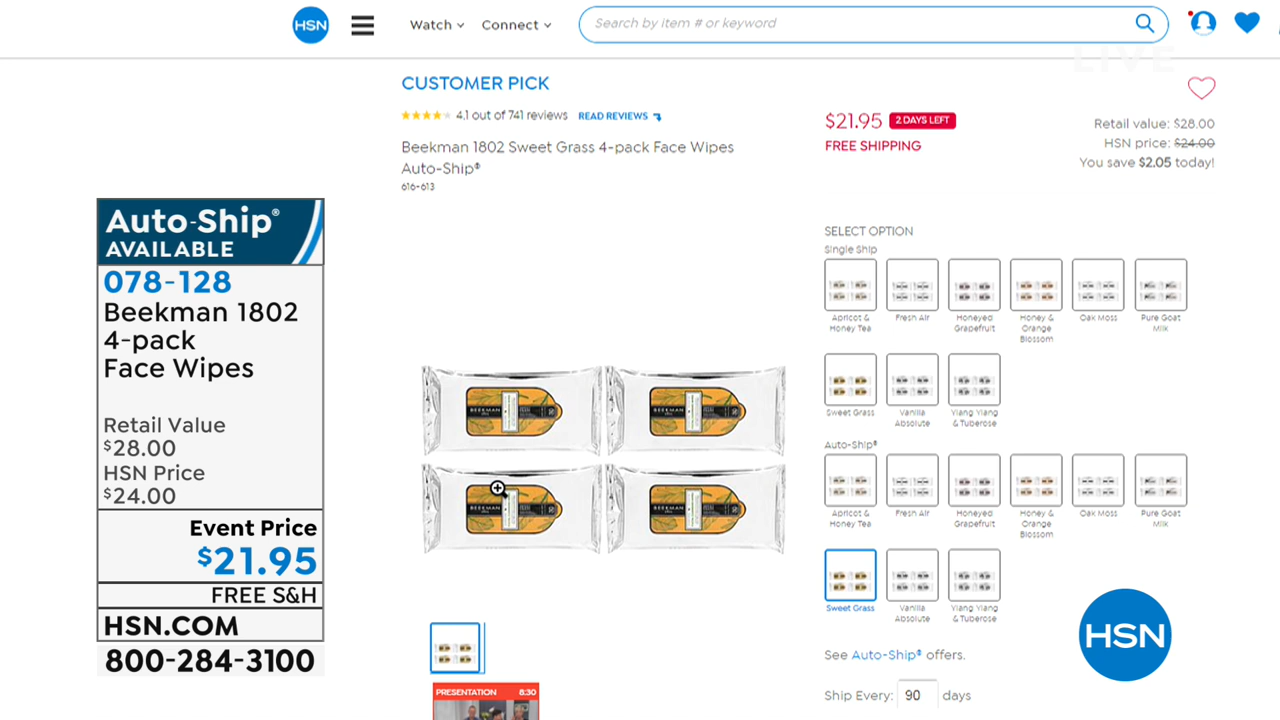 HSN
Watch
Connect
Search by item # or keyword
LIVE
CUSTOMER PICK
4.1 out of 741 reviews READ REVIEWS
Beekman 1802 Sweet Grass 4-pack Face Wipes
Auto-Ship®
616-613
$21.95 2 DAYS LEFT
FREE SHIPPING
Retail value: $28.00
HSN price: $24.00
You save $2.05 today!
Auto-Ship®
AVAILABLE
078-128
Beekman 1802
4-pack
Face Wipes
Retail Value
$28.00
HSN Price
$24.00
Event Price
$21.95
FREE S&H
HSN.COM
800-284-3100
BEEKMAN
BEEKMAN
BEEKMAN
BEEKMAN
PRESENTATION 8:30
SELECT OPTION
Single Ship
Apricot & Honey Tea
Fresh Air
Honeyed Grapefruit
Honey & Orange Blossom
Oak Moss
Pure Goat Milk
Sweet Grass
Vanilla Absolute
Ylang Ylang & Tuberose
Auto-Ship®
Apricot & Honey Tea
Fresh Air
Honeyed Grapefruit
Honey & Orange Blossom
Oak Moss
Pure Goat Milk
Sweet Grass
Vanilla Absolute
Ylang Ylang & Tuberose
See Auto-Ship® offers.
Ship Every: 90 days
HSN